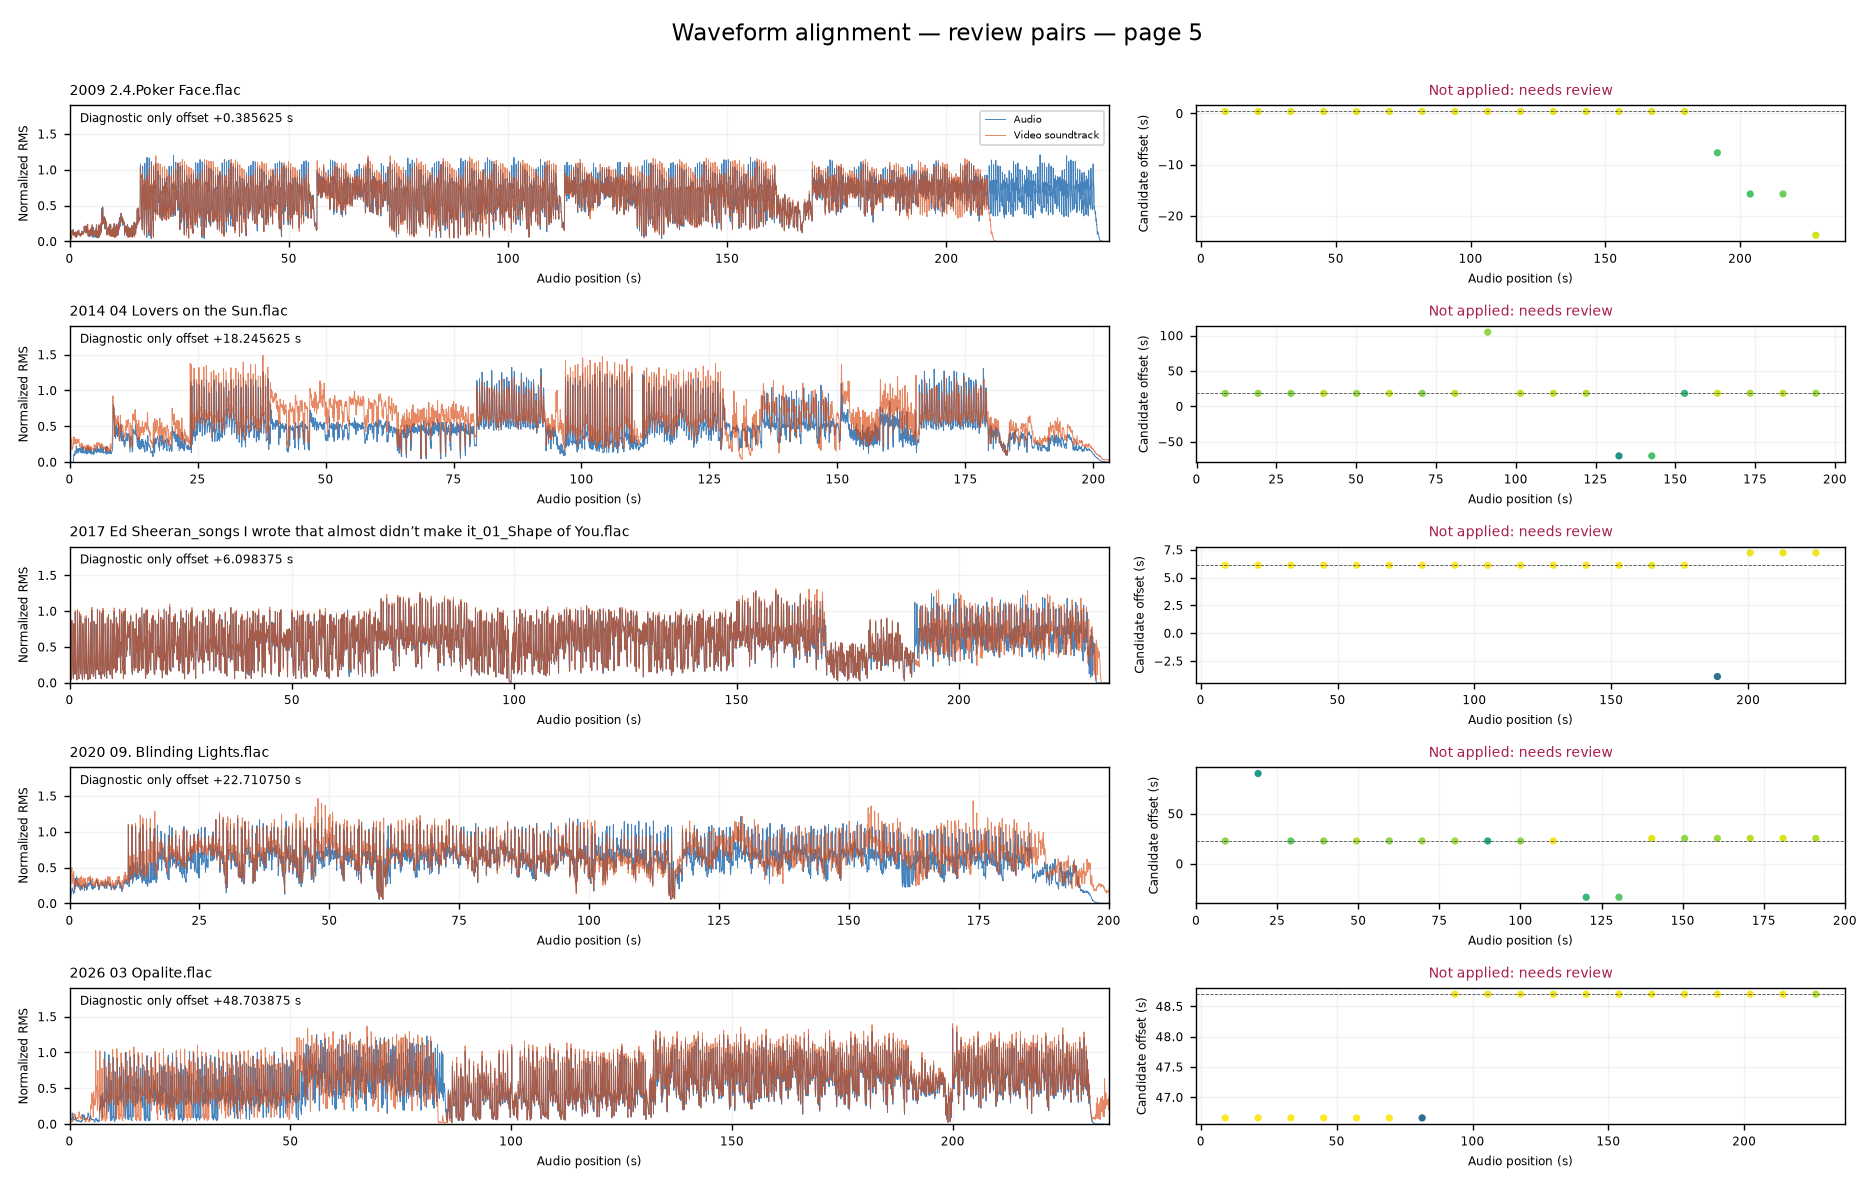 Waveform alignment — review pairs — page 5
2009 2.4.Poker Face.flac
Not applied: needs review
Diagnostic only offset +0.385625 s
Audio
Video soundtrack
Normalized RMS
1.5
1.0
0.5
0.0
0 50 100 150 200
Audio position (s)
Candidate offset (s)
0
−10
−20
0 50 100 150 200
Audio position (s)
2014 04 Lovers on the Sun.flac
Not applied: needs review
Diagnostic only offset +18.245625 s
Normalized RMS
1.5
1.0
0.5
0.0
0 25 50 75 100 125 150 175 200
Audio position (s)
Candidate offset (s)
100
50
0
−50
0 25 50 75 100 125 150 175 200
Audio position (s)
2017 Ed Sheeran_songs I wrote that almost didn’t make it_01_Shape of You.flac
Not applied: needs review
Diagnostic only offset +6.098375 s
Normalized RMS
1.5
1.0
0.5
0.0
0 50 100 150 200
Audio position (s)
Candidate offset (s)
7.5
5.0
2.5
0.0
−2.5
0 50 100 150 200
Audio position (s)
2020 09. Blinding Lights.flac
Not applied: needs review
Diagnostic only offset +22.710750 s
Normalized RMS
1.5
1.0
0.5
0.0
0 25 50 75 100 125 150 175 200
Audio position (s)
Candidate offset (s)
50
0
0 25 50 75 100 125 150 175 200
Audio position (s)
2026 03 Opalite.flac
Not applied: needs review
Diagnostic only offset +48.703875 s
Normalized RMS
1.5
1.0
0.5
0.0
0 50 100 150 200
Audio position (s)
Candidate offset (s)
48.5
48.0
47.5
47.0
0 50 100 150 200
Audio position (s)